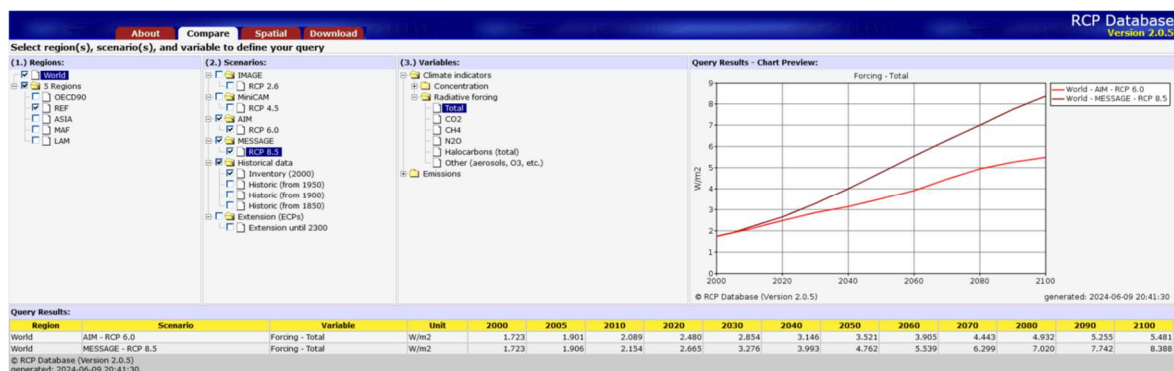 RCP Database
Version 2.0.5
About Compare Spatial Download
Select region(s), scenario(s), and variable to define your query
(1.) Regions:
World
5 Regions
OECD90
REF
ASIA
MAF
LAM
(2.) Scenarios:
IMAGE
RCP 2.6
MiniCAM
RCP 4.5
AIM
RCP 6.0
MESSAGE
RCP 8.5
Historical data
Inventory (2000)
Historic (from 1950)
Historic (from 1900)
Historic (from 1850)
Extension (ECPs)
Extension until 2300
(3.) Variables:
Climate indicators
Concentration
Radiative forcing
Total
CO2
CH4
N2O
Halocarbons (total)
Other (aerosols, O3, etc.)
Emissions
Query Results - Chart Preview:
Forcing - Total
World - AIM - RCP 6.0
World - MESSAGE - RCP 8.5
W/m2
9
8
7
6
5
4
3
2
1
0
2000 2020 2040 2060 2080 2100
© RCP Database (Version 2.0.5) generated: 2024-06-09 20:41:30
Query Results:
Region Scenario Variable Unit 2000 2005 2010 2020 2030 2040 2050 2060 2070 2080 2090 2100
World AIM - RCP 6.0 Forcing - Total W/m2 1.723 1.901 2.089 2.480 2.854 3.146 3.521 3.905 4.443 4.932 5.255 5.481
World MESSAGE - RCP 8.5 Forcing - Total W/m2 1.723 1.906 2.154 2.665 3.276 3.993 4.762 5.539 6.299 7.020 7.742 8.388
© RCP Database (Version 2.0.5)
generated: 2024-06-09 20:41:30